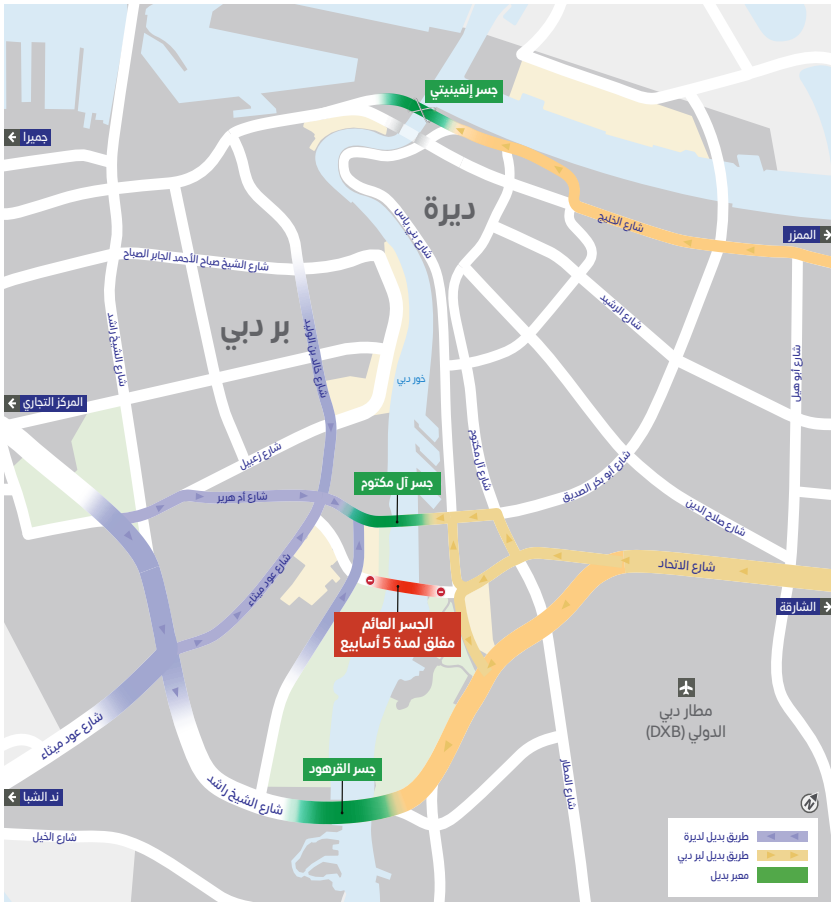 جسر إنفينيتي
جميرا
ديرة
شارع بني ياس
شارع الخليج
الممزر
شارع الشيخ صباح الأحمد الجابر الصباح
شارع الشيخ راشد
بر دبي
شارع خالد بن الوليد
شارع الرشيد
شارع أبو هيل
خور دبي
المركز التجاري
شارع زعبيل
شارع آل مكتوم
شارع أبو بكر الصديق
جسر آل مكتوم
شارع أم هرير
شارع صلاح الدين
شارع الاتحاد
شارع عود ميثاء
الشارقة
الجسر العائم
مغلق لمدة 5 أسابيع
مطار دبي
الدولي (DXB)
شارع عود ميثاء
جسر القرهود
شارع الشيخ راشد
شارع المطار
ند الشبا
شارع الخيل
N
طريق بديل لديرة
طريق بديل لبر دبي
معبر بديل